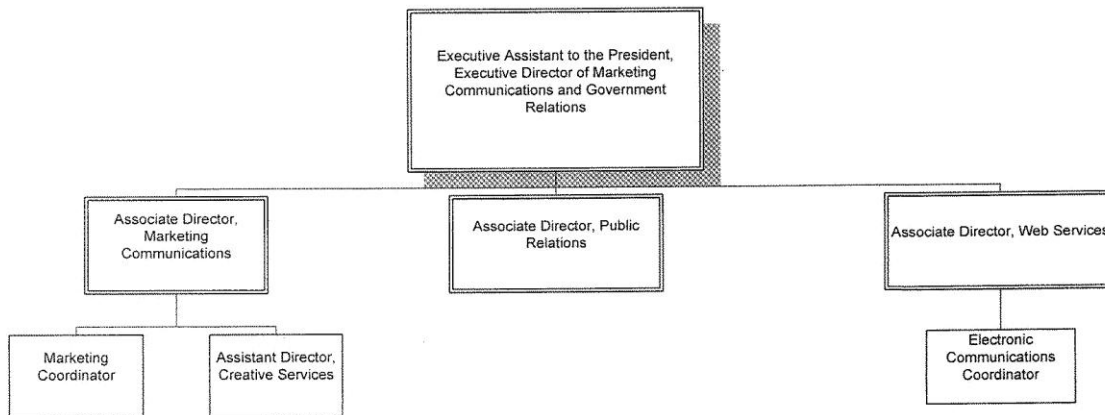 Executive Assistant to the President,
Executive Director of Marketing
Communications and Government
Relations
Associate Director,
Marketing
Communications
Associate Director, Public
Relations
Associate Director, Web Services
Marketing
Coordinator
Assistant Director,
Creative Services
Electronic
Communications
Coordinator